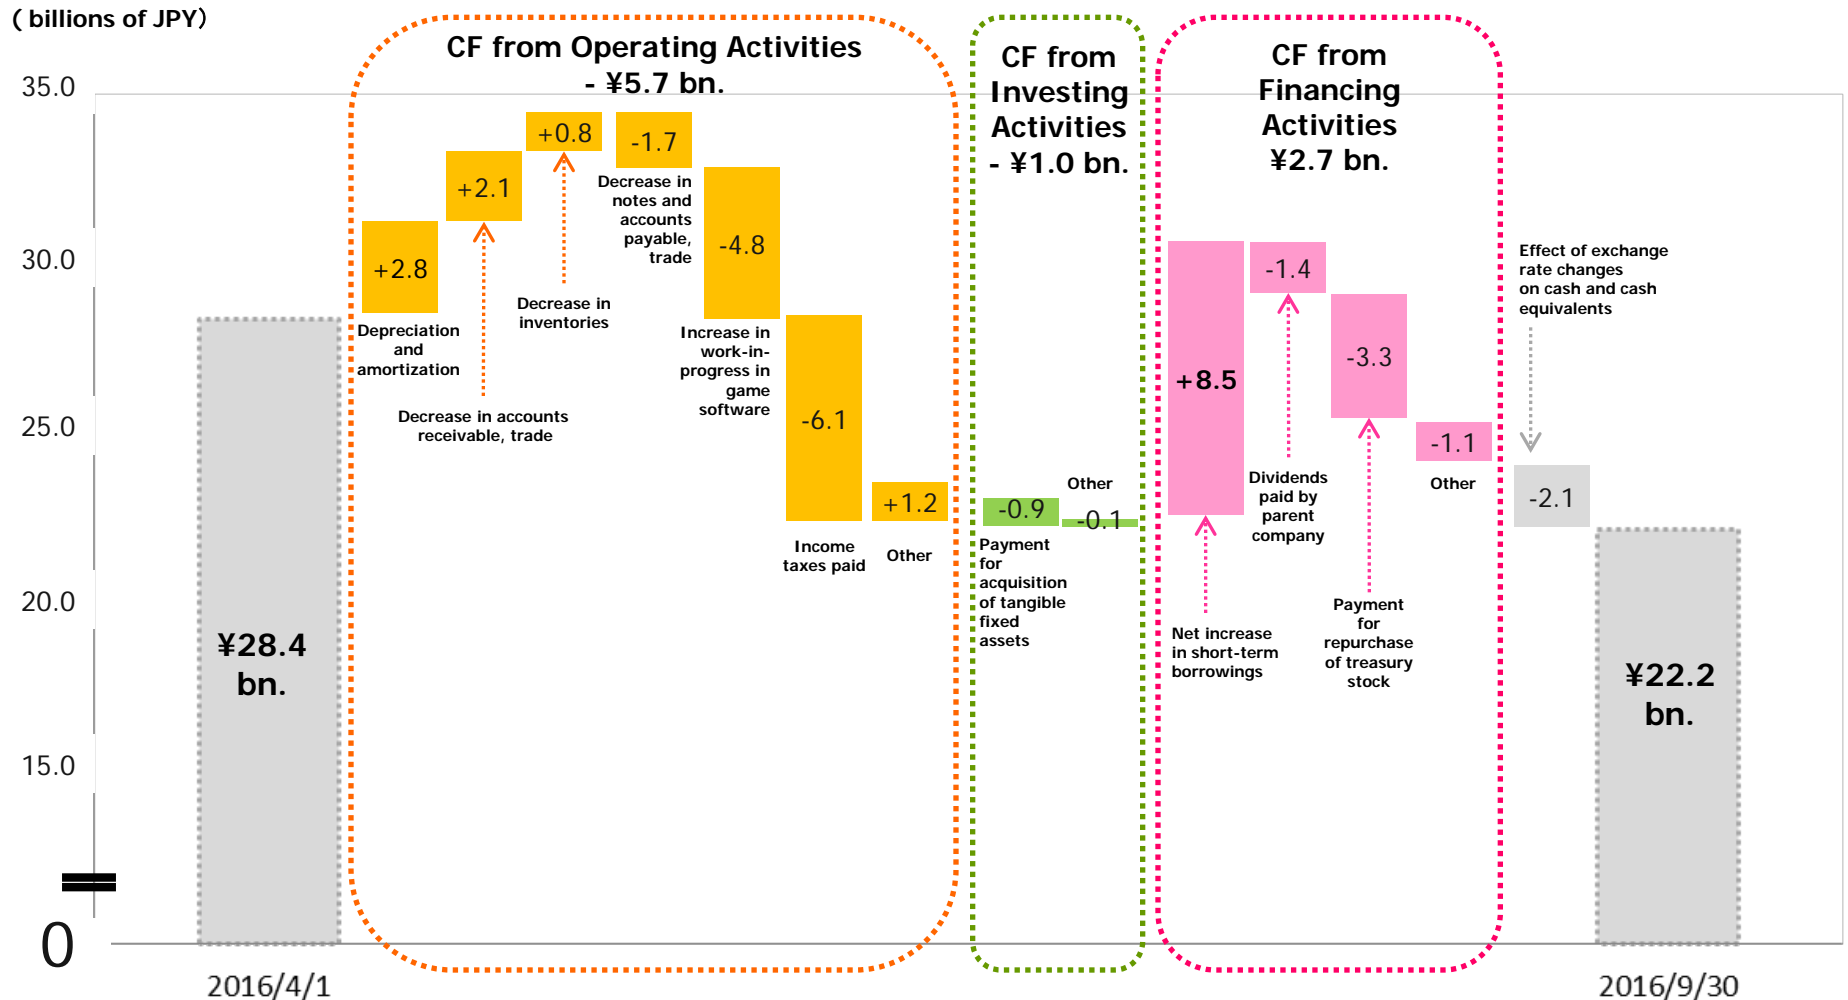 ( billions of JPY)
35.0
30.0
25.0
20.0
15.0
0
¥28.4
bn.
2016/4/1
CF from Operating Activities
- ¥5.7 bn.
+2.8
Depreciation
and
amortization
+2.1
Decrease in accounts
receivable, trade
+0.8
Decrease in
inventories
-1.7
Decrease in
notes and
accounts
payable,
trade
-4.8
Increase in
work-in-
progress in
game
software
-6.1
Income
taxes paid
+1.2
Other
CF from
Investing
Activities
- ¥1.0 bn.
-0.9
Payment
for
acquisition
of tangible
fixed
assets
Other
-0.1
CF from
Financing
Activities
¥2.7 bn.
+8.5
Net increase
in short-term
borrowings
-1.4
Dividends
paid by
parent
company
-3.3
Payment
for
repurchase
of treasury
stock
-1.1
Other
Effect of exchange
rate changes
on cash and cash
equivalents
-2.1
¥22.2
bn.
2016/9/30